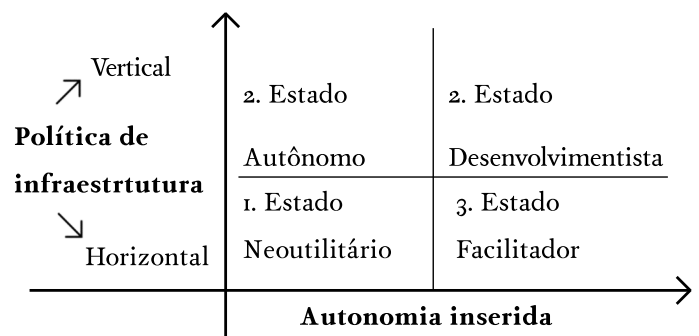 Vertical
Política de
infraestrtutura
Horizontal
2. Estado
Autônomo
2. Estado
Desenvolvimentista
1. Estado
Neoutilitário
3. Estado
Facilitador
Autonomia inserida